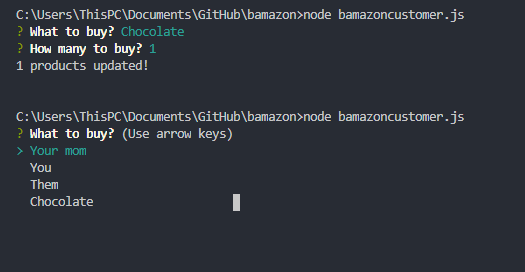 C:\Users\ThisPC\Documents\GitHub\bamazon>node bamazoncustomer.js
? What to buy? Chocolate
? How many to buy? 1
1 products updated!
C:\Users\ThisPC\Documents\GitHub\bamazon>node bamazoncustomer.js
? What to buy? (Use arrow keys)
> Your mom
You
Them
Chocolate